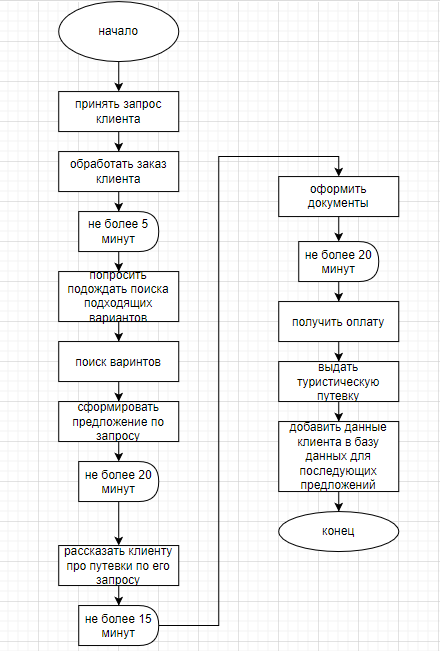 начало
принять запрос
клиента
обработать заказ
клиента
не более 5
минут
попросить
подождать поиска
подходящих
вариантов
поиск варинтов
сформировать
предложение по
запросу
не более 20
минут
рассказать клиенту
про путевки по его
запросу
не более 15
минут
оформить
документы
не более 20
минут
получить оплату
выдать
туристическую
путевку
добавить данные
клиента в базу
данных для
последующих
предложений
конец